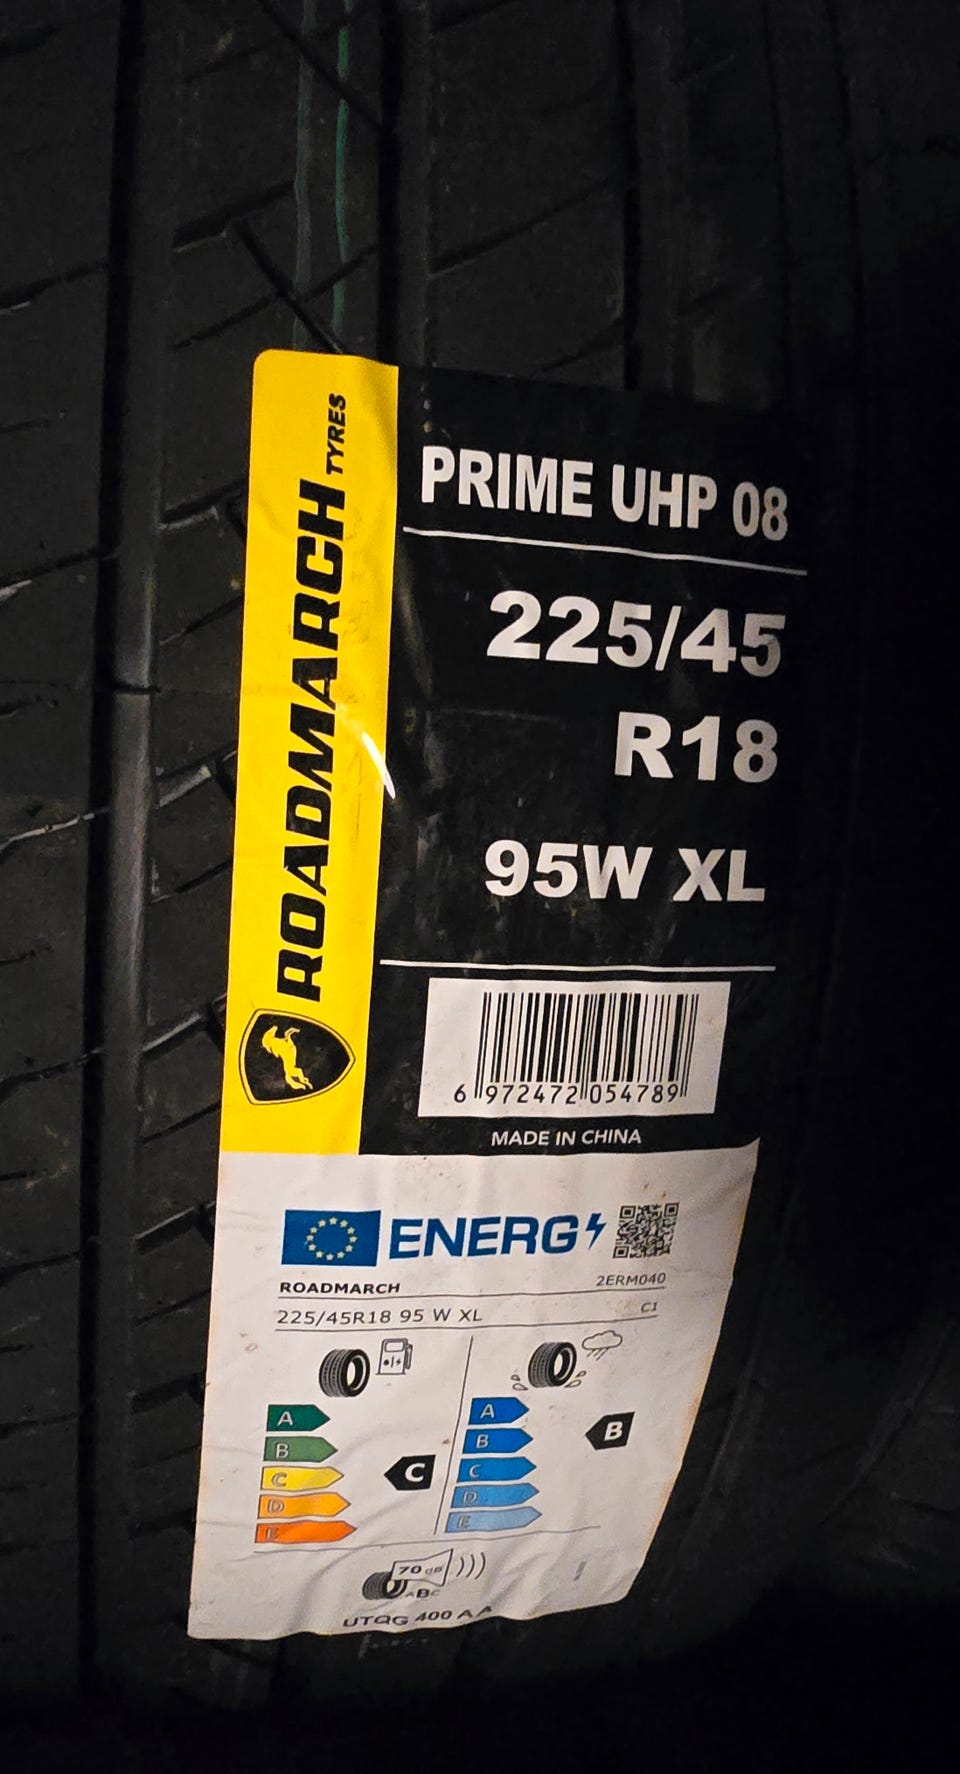 ROADMARCH TYRES
PRIME UHP 08
225/45
R18
95W XL
6 972472 054789
MADE IN CHINA
ENERG
ROADMARCH 2ERM040
225/45R18 95 W XL C1
A
B
C
D
E
C
A
B
C
D
E
B
70 dB
ABC
UTQG 400 A A